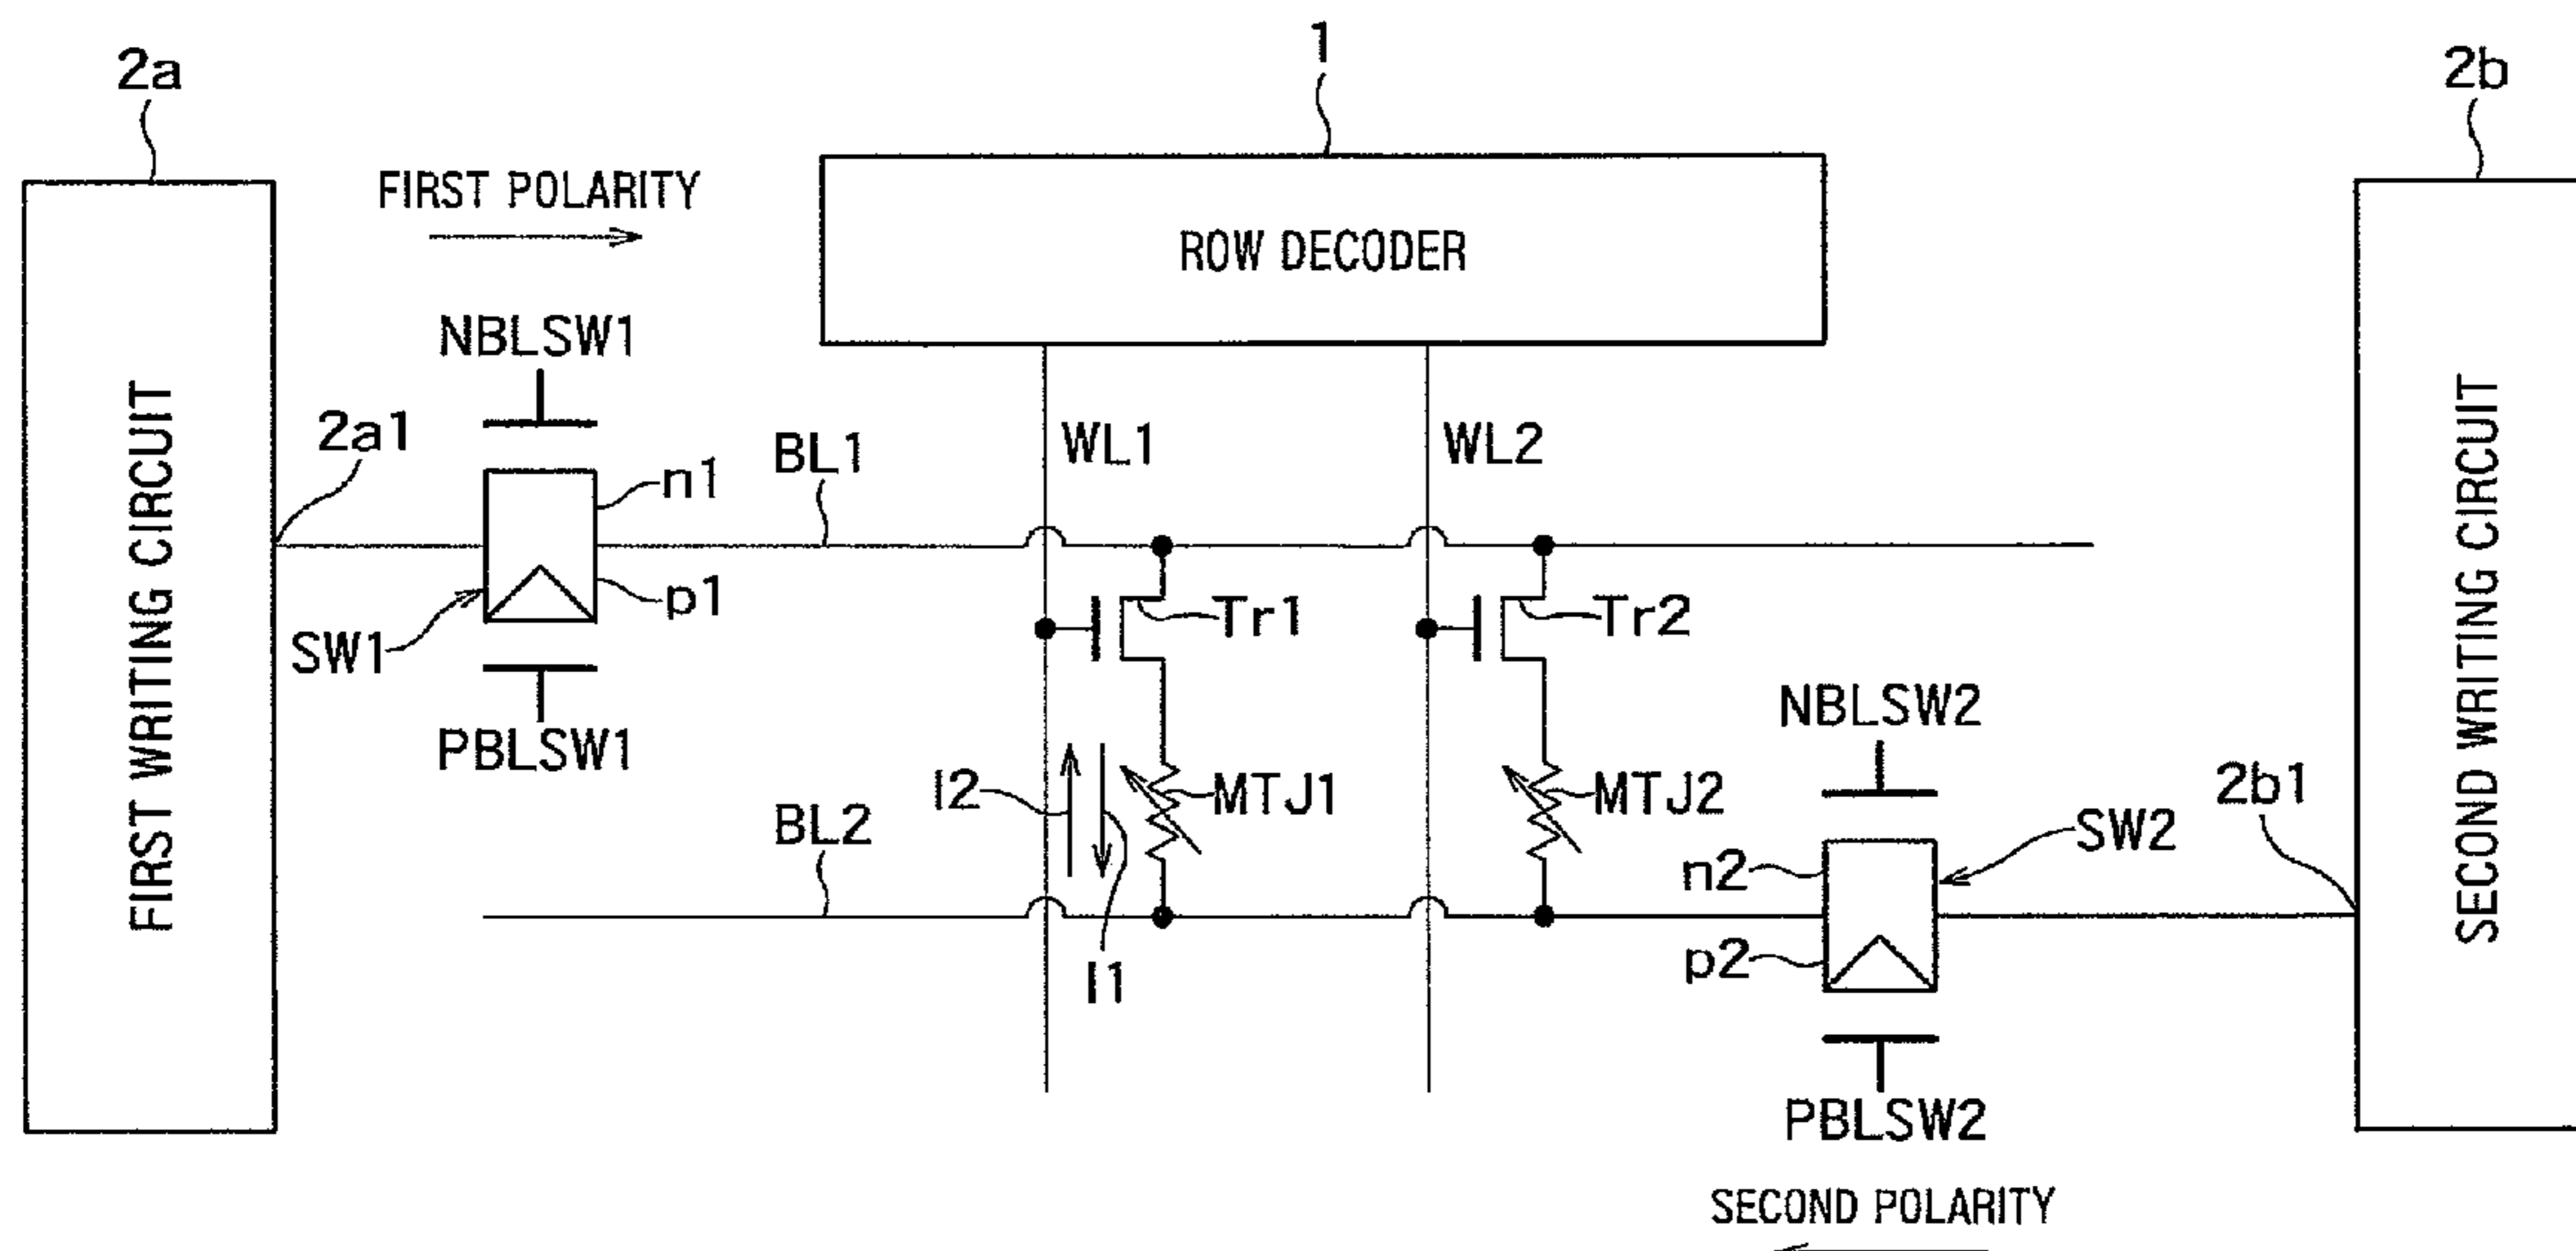 1
2a
2b
FIRST POLARITY
ROW DECODER
NBLSW1
2a1
BL1
WL1
WL2
n1
p1
SW1
Tr1
Tr2
PBLSW1
FIRST WRITING CIRCUIT
SECOND WRITING CIRCUIT
NBLSW2
I2
MTJ1
MTJ2
2b1
BL2
SW2
n2
p2
I1
PBLSW2
SECOND POLARITY